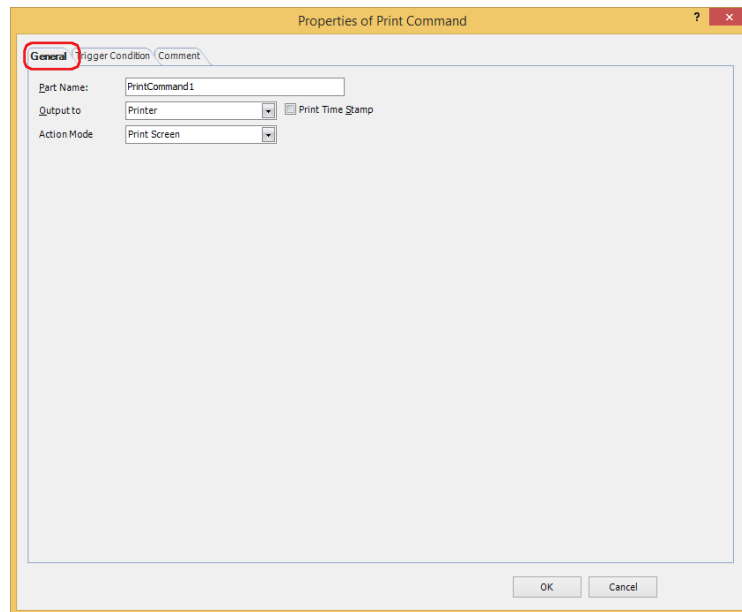 Properties of Print Command ? ×
General Trigger Condition Comment
Part Name: PrintCommand1
Output to Printer Print Time Stamp
Action Mode Print Screen
OK Cancel